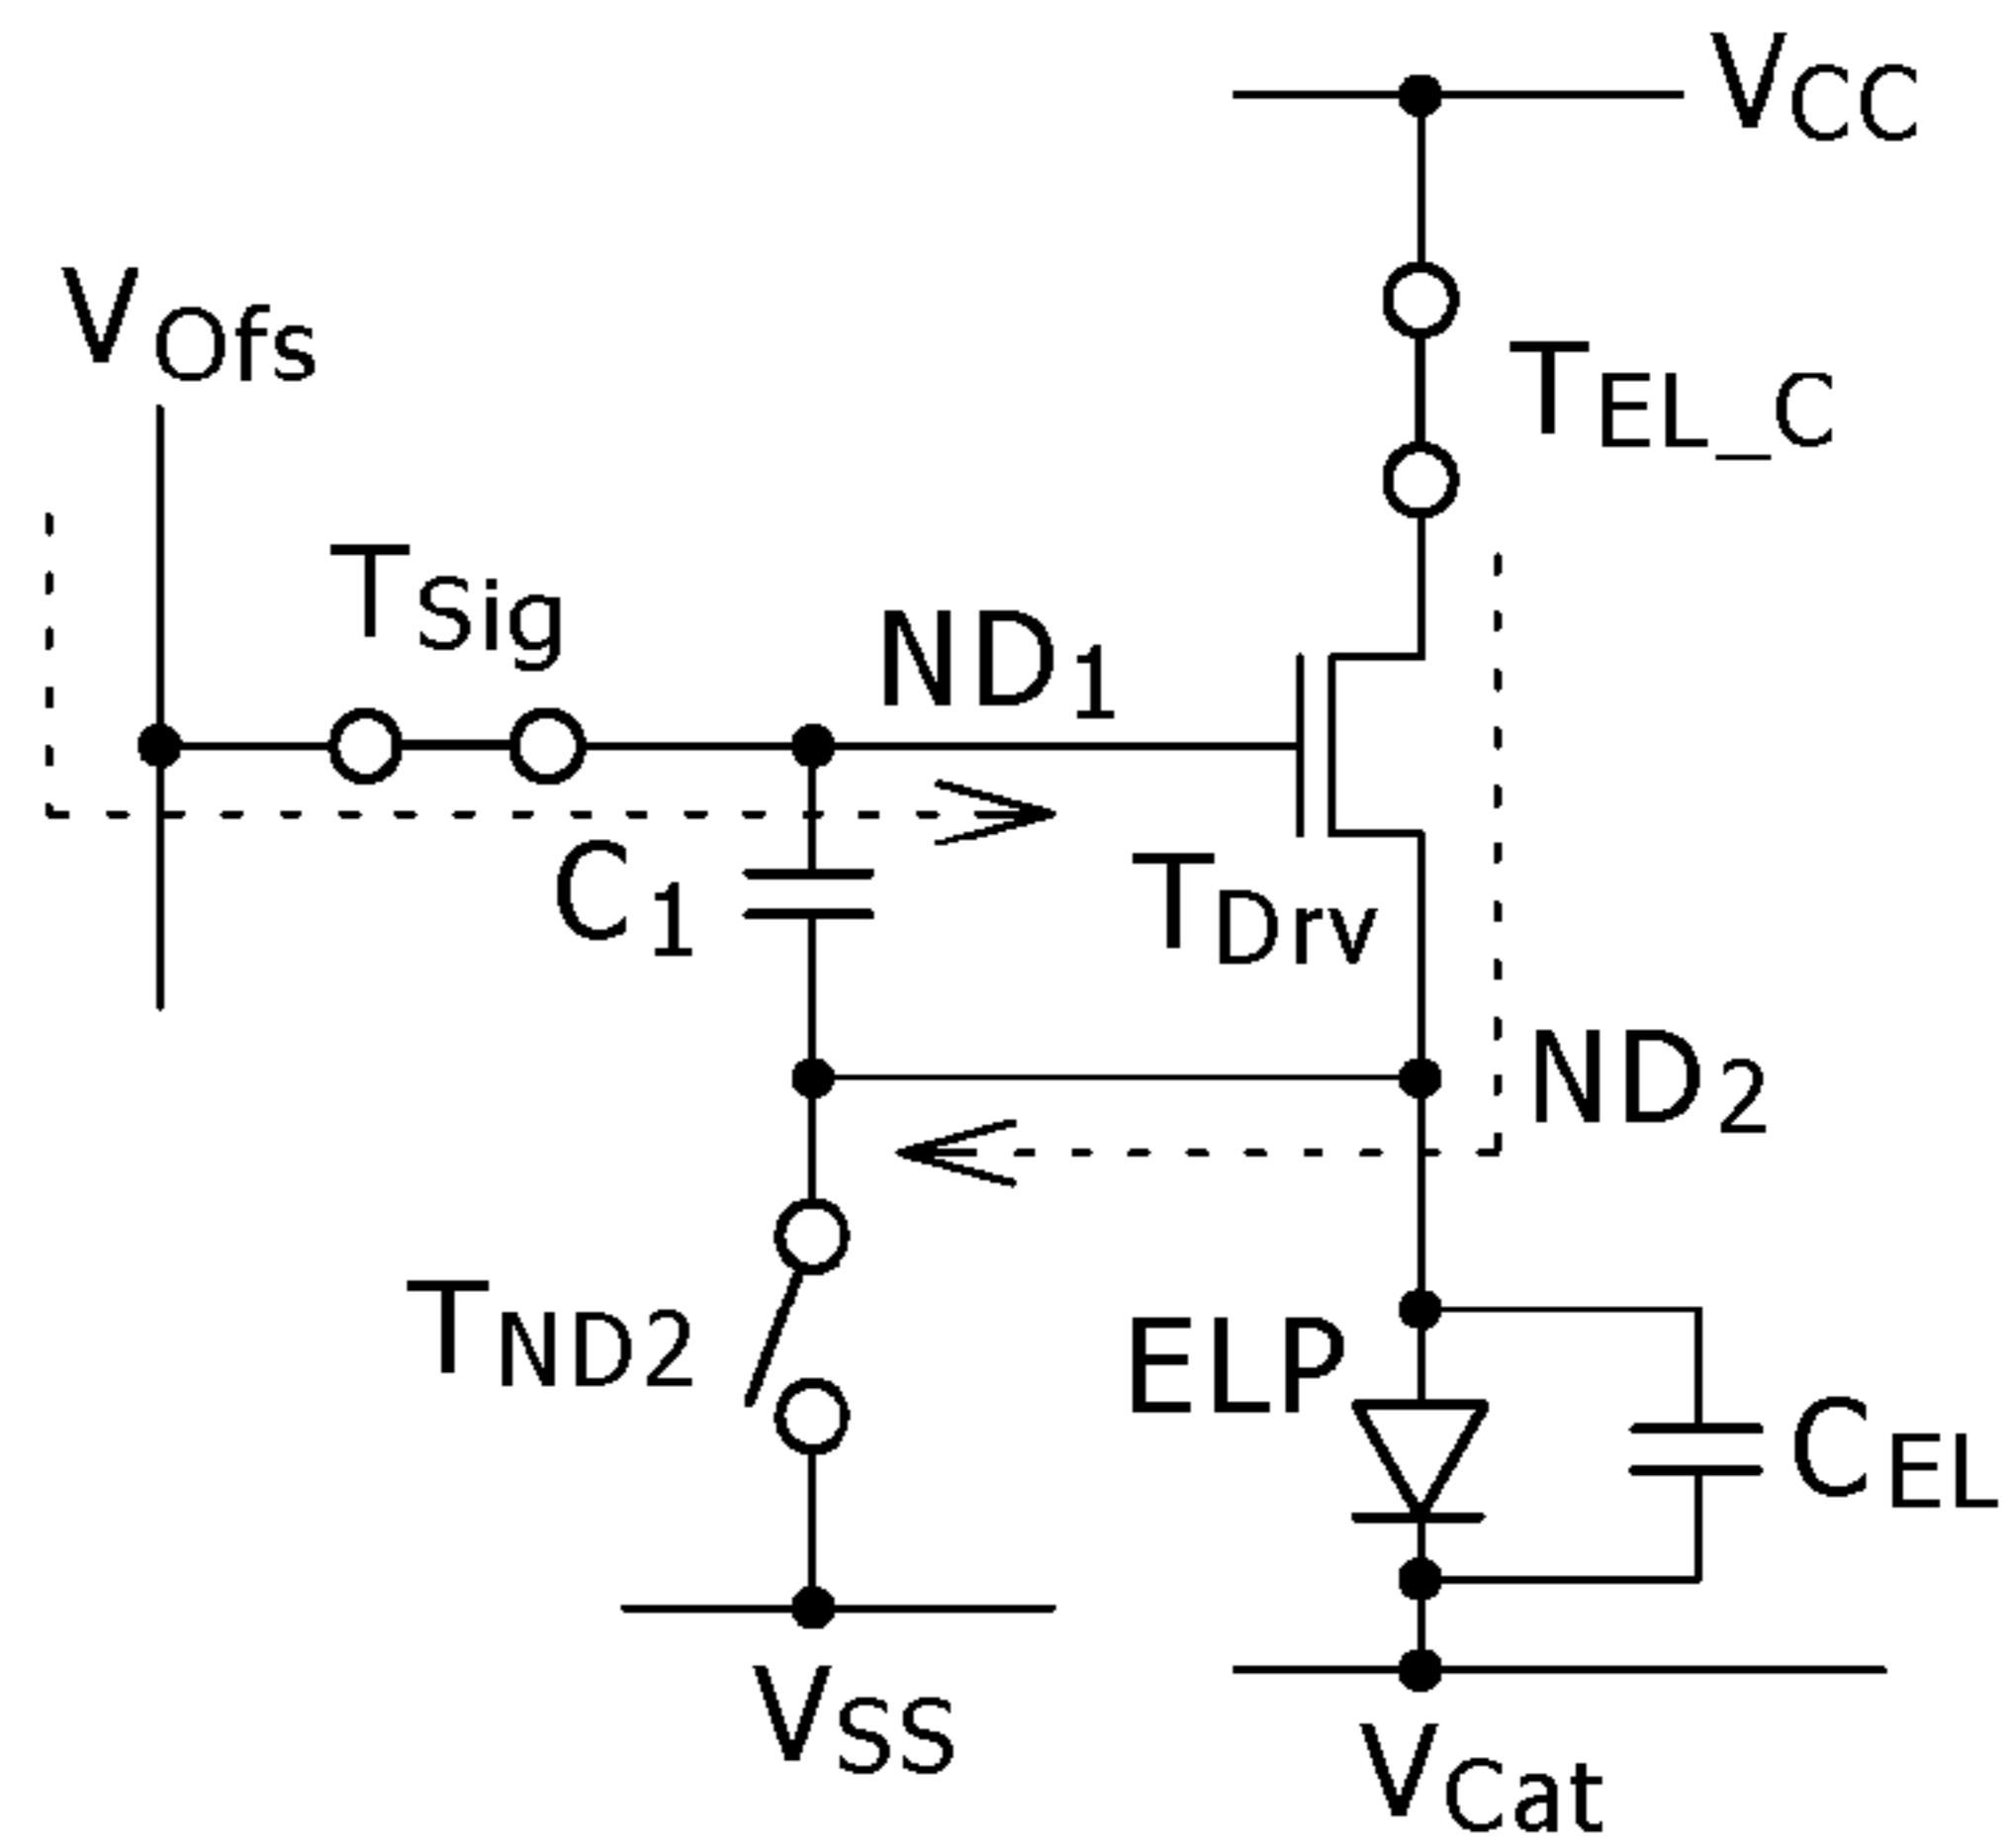 VCC
VOfs
TEL_C
TSig
ND1
C1
TDrv
ND2
TND2
ELP
CEL
VSS
VCat